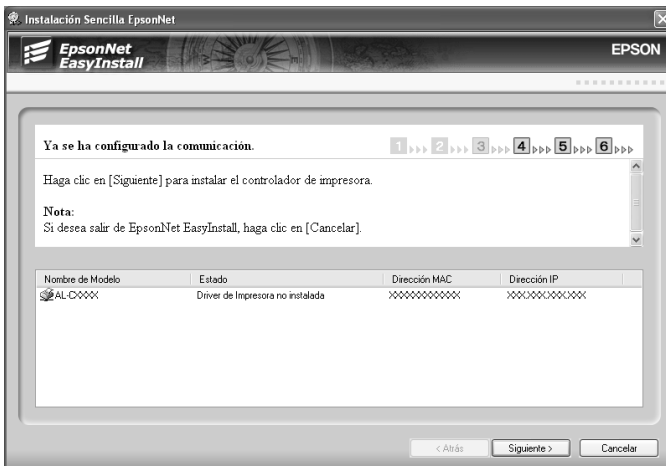 Instalación Sencilla EpsonNet
EpsonNet
EasyInstall
EPSON
Ya se ha configurado la comunicación.
1 2 3 4 5 6
Haga clic en [Siguiente] para instalar el controlador de impresora.
Nota:
Si desea salir de EpsonNet EasyInstall, haga clic en [Cancelar].
Nombre de Modelo Estado Dirección MAC Dirección IP
AL-CXXXX Driver de Impresora no instalada XXXXXXXXXXXX XXX.XXX.XXX.XXX
< Atrás Siguiente > Cancelar